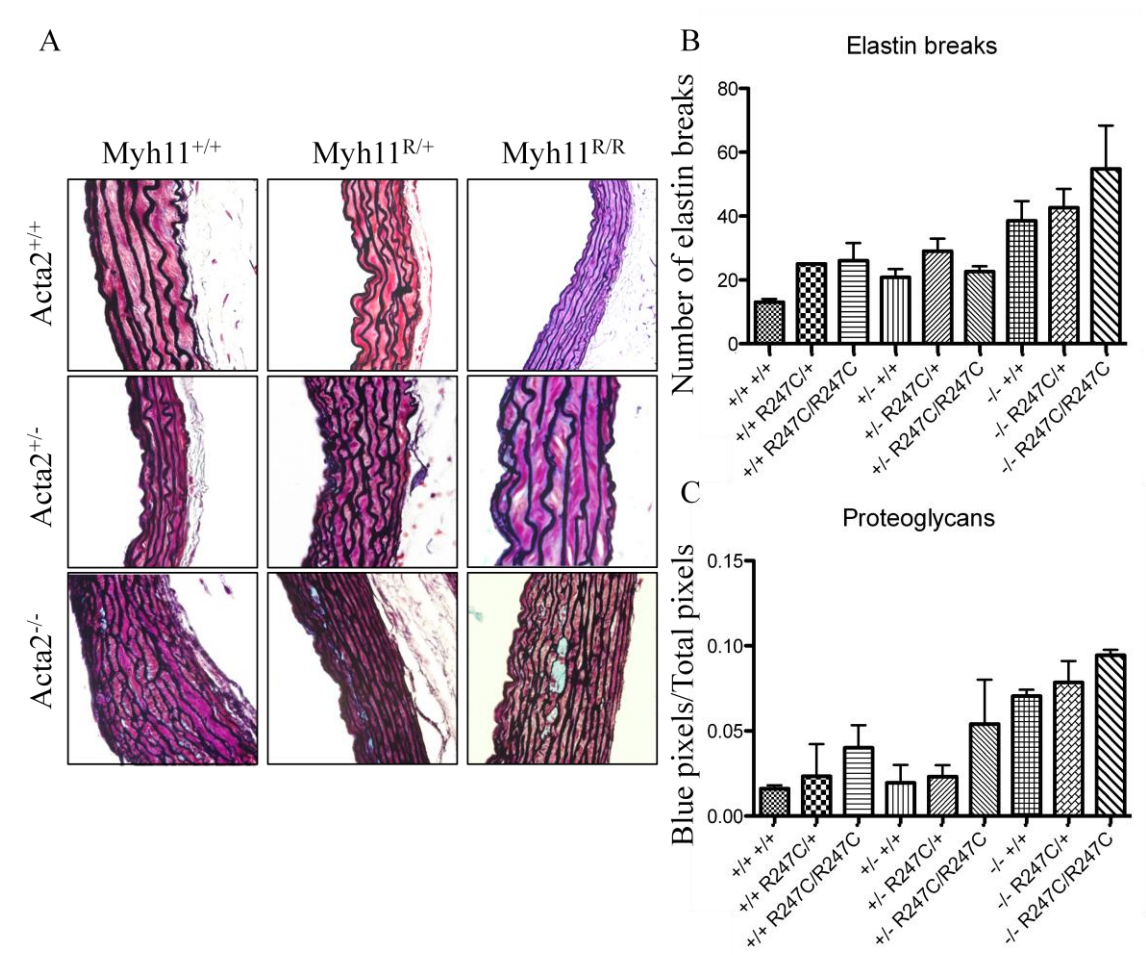 A
Myh11+/+
Myh11R/+
Myh11R/R
Acta2+/+
Acta2+/-
Acta2-/-
B
Elastin breaks
Number of elastin breaks
80
60
40
20
0
+/+ +/+
+/+ R247C/+
+/+ R247C/R247C
+/- +/+
+/- R247C/+
+/- R247C/R247C
-/- +/+
-/- R247C/+
-/- R247C/R247C
C
Proteoglycans
Blue pixels/Total pixels
0.15
0.10
0.05
0.00
+/+ +/+
+/+ R247C/+
+/+ R247C/R247C
+/- +/+
+/- R247C/+
+/- R247C/R247C
-/- +/+
-/- R247C/+
-/- R247C/R247C